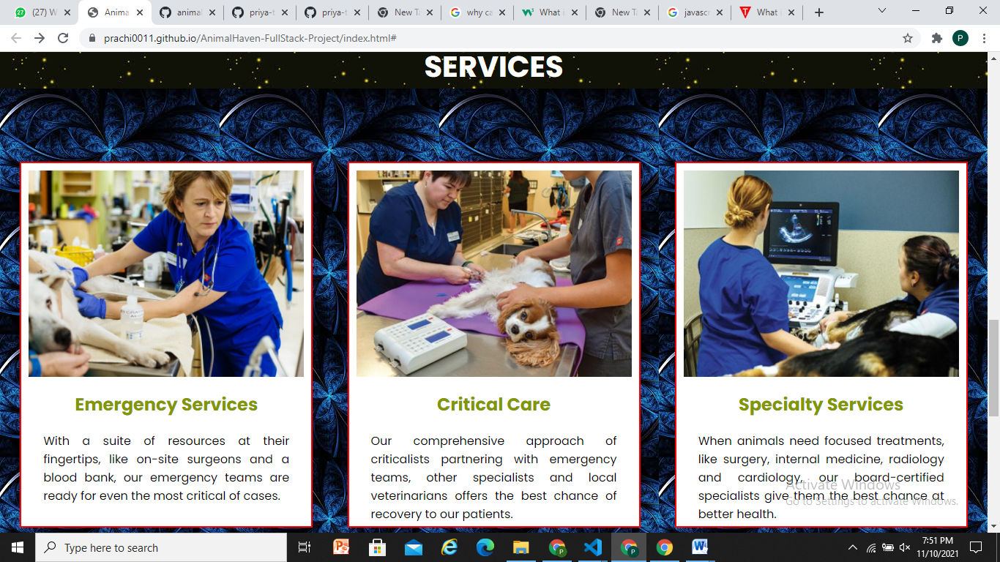 (27) W
Anima
animal
priya-t
priya-t
New Ta
why ca
What i
New Ta
javascr
What i
prachi0011.github.io/AnimalHaven-FullStack-Project/index.html#
P
SERVICES
Emergency Services
With a suite of resources at their
fingertips, like on-site surgeons and a
blood bank, our emergency teams are
ready for even the most critical of cases.
Critical Care
Our comprehensive approach of
criticalists partnering with emergency
teams, other specialists and local
veterinarians offers the best chance of
recovery to our patients.
Specialty Services
When animals need focused treatments,
like surgery, internal medicine, radiology
and cardiology, our board-certified
specialists give them the best chance at
better health.
Activate Windows
Go to Settings to activate Windows.
Type here to search
7:51 PM
11/10/2021